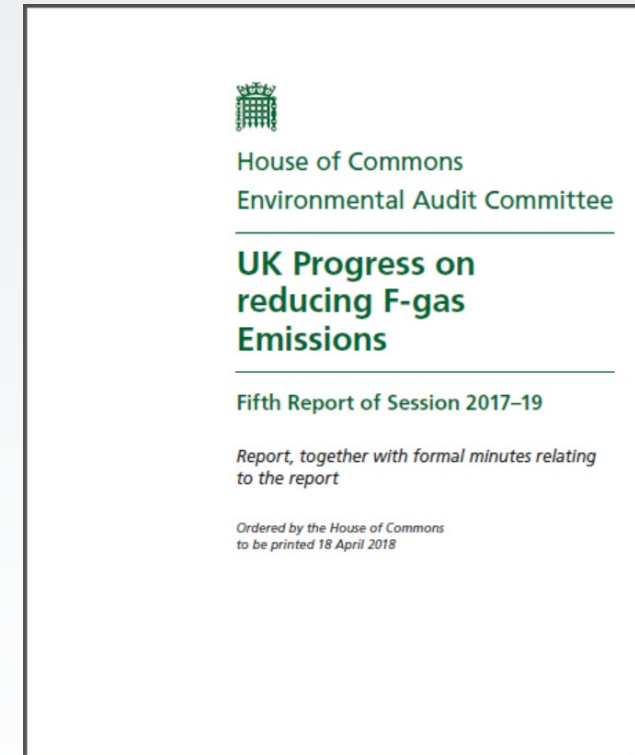 House of Commons
Environmental Audit Committee
UK Progress on
reducing F-gas
Emissions
Fifth Report of Session 2017–19
Report, together with formal minutes relating
to the report
Ordered by the House of Commons
to be printed 18 April 2018